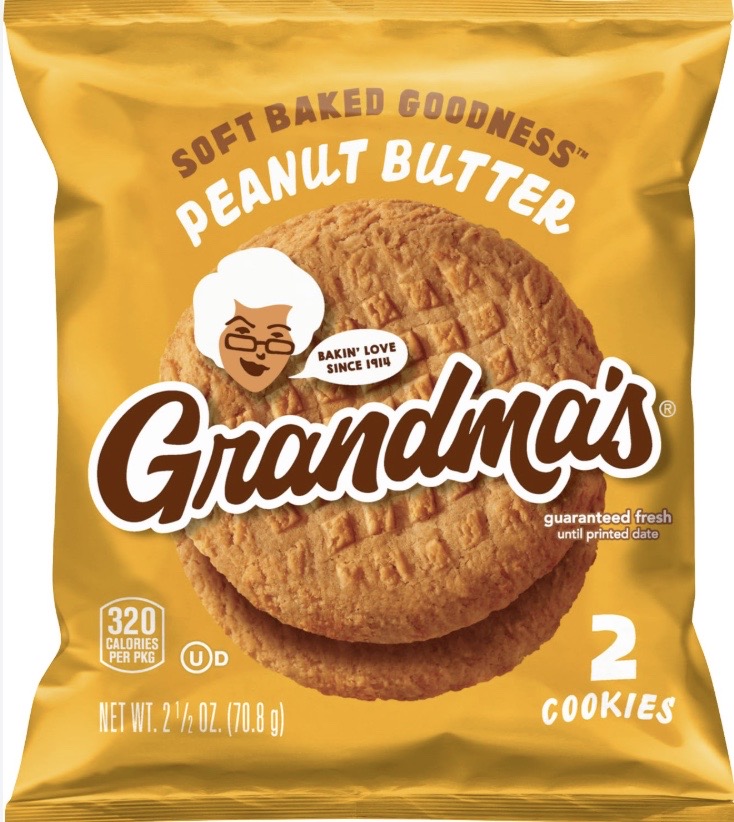 SOFT BAKED GOODNESS™
PEANUT BUTTER
BAKIN' LOVE
SINCE 1914
Grandma's®
guaranteed fresh
until printed date
320
CALORIES
PER PKG
U D
2
COOKIES
NET WT. 2 1/2 OZ. (70.8 g)